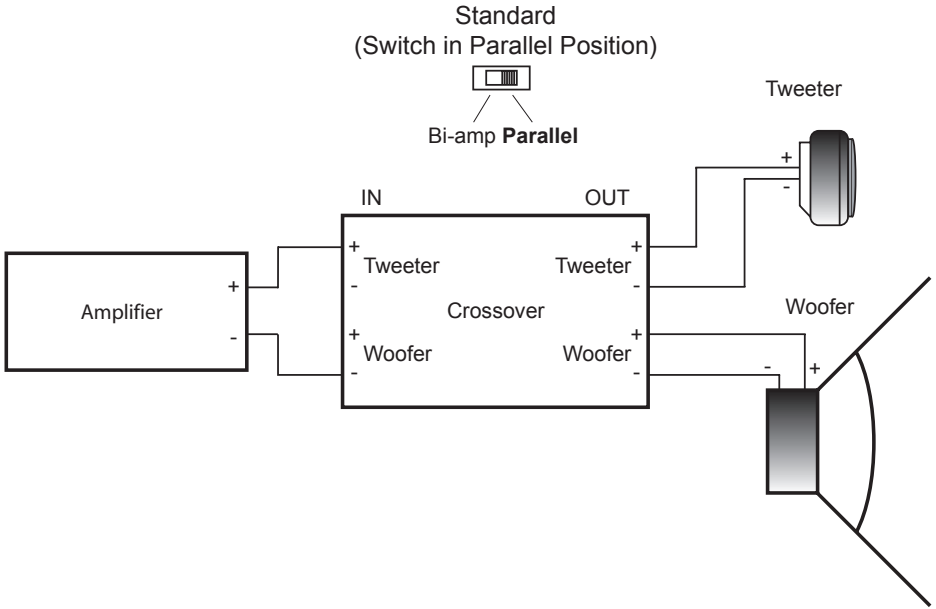 Standard
(Switch in Parallel Position)
Bi-amp Parallel
Tweeter
+
-
IN
OUT
+
Tweeter
-
+
Tweeter
-
Amplifier
+
-
Crossover
+
Woofer
-
+
Woofer
-
Woofer
-
+